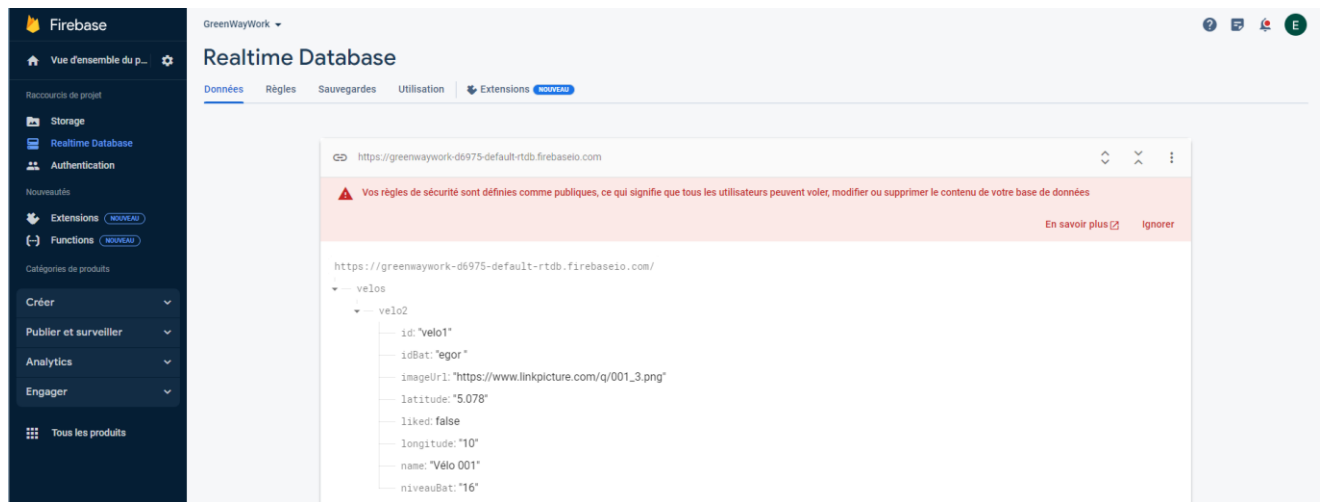 Firebase
GreenWayWork
E
Vue d'ensemble du p...
Realtime Database
Données Règles Sauvegardes Utilisation Extensions NOUVEAU
Raccourcis de projet
Storage
Realtime Database
Authentication
Nouveautés
Extensions NOUVEAU
Functions NOUVEAU
Catégories de produits
Créer
Publier et surveiller
Analytics
Engager
Tous les produits
https://greenwaywork-d6975-default-rtdb.firebaseio.com
Vos règles de sécurité sont définies comme publiques, ce qui signifie que tous les utilisateurs peuvent voler, modifier ou supprimer le contenu de votre base de données
En savoir plus Ignorer
https://greenwaywork-d6975-default-rtdb.firebaseio.com/
velos
velo2
id: "velo1"
idBat: "egor "
imageUrl: "https://www.linkpicture.com/q/001_3.png"
latitude: "5.078"
liked: false
longitude: "10"
name: "Vélo 001"
niveauBat: "16"